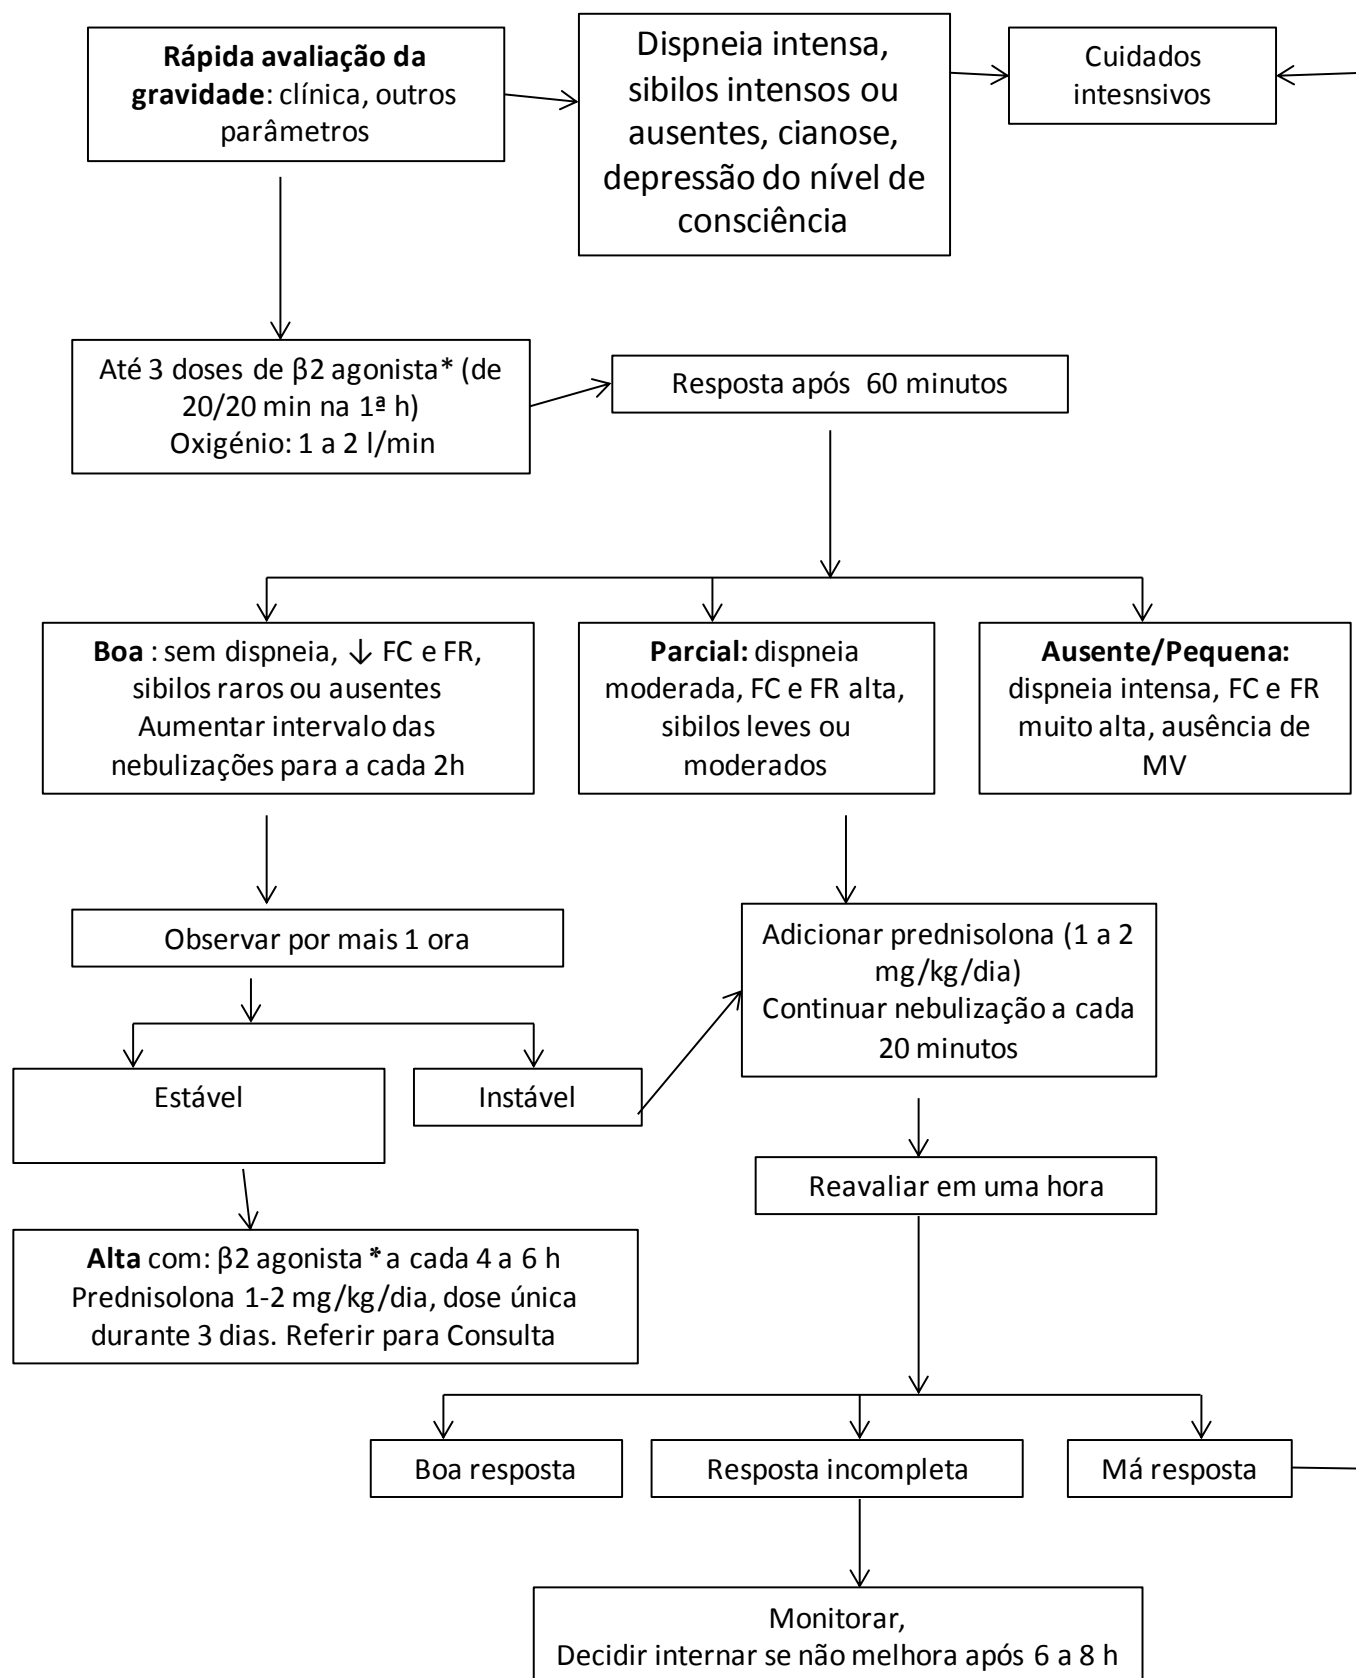 Rápida avaliação da
gravidade: clínica, outros
parâmetros
Dispneia intensa,
sibilos intensos ou
ausentes, cianose,
depressão do nível de
consciência
Cuidados
intesnsivos
Até 3 doses de β2 agonista* (de
20/20 min na 1ª h)
Oxigénio: 1 a 2 l/min
Resposta após 60 minutos
Boa : sem dispneia, ↓ FC e FR,
sibilos raros ou ausentes
Aumentar intervalo das
nebulizações para a cada 2h
Parcial: dispneia
moderada, FC e FR alta,
sibilos leves ou
moderados
Ausente/Pequena:
dispneia intensa, FC e FR
muito alta, ausência de
MV
Observar por mais 1 ora
Adicionar prednisolona (1 a 2
mg/kg/dia)
Continuar nebulização a cada
20 minutos
Estável
Instável
Reavaliar em uma hora
Alta com: β2 agonista * a cada 4 a 6 h
Prednisolona 1-2 mg/kg/dia, dose única
durante 3 dias. Referir para Consulta
Boa resposta
Resposta incompleta
Má resposta
Monitorar,
Decidir internar se não melhora após 6 a 8 h